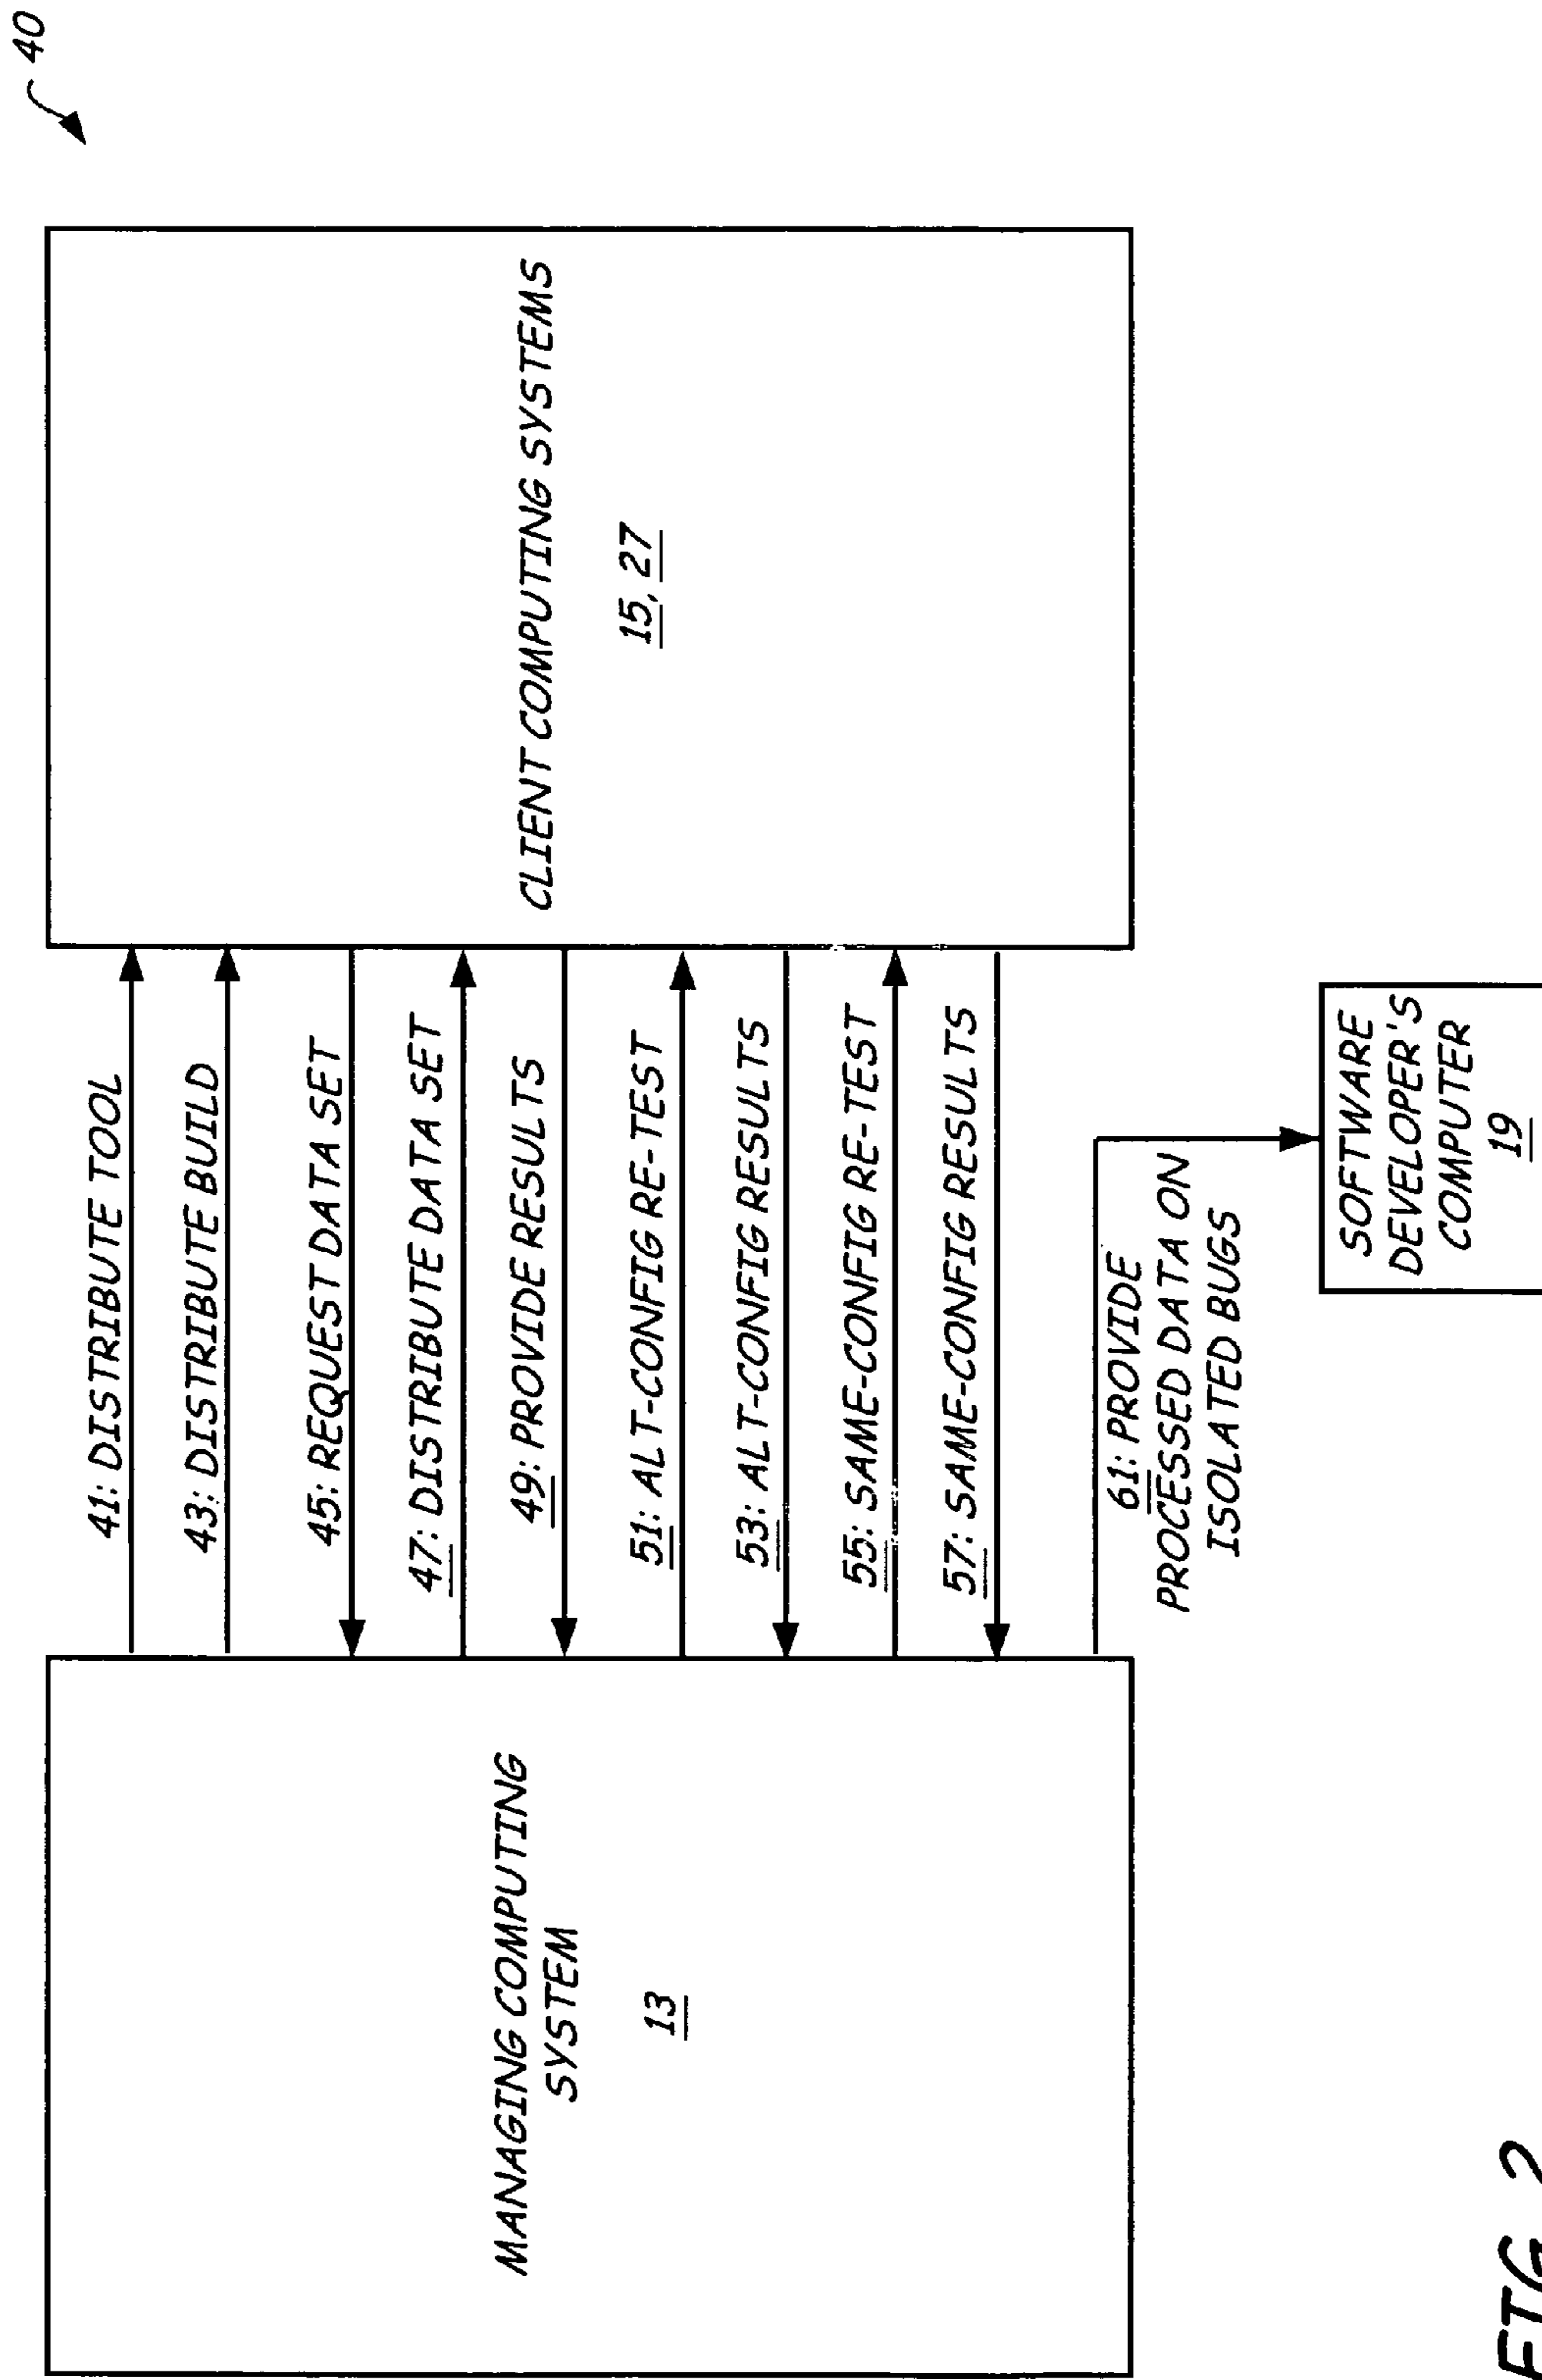 40
MANAGING COMPUTING
SYSTEM
13
41: DISTRIBUTE TOOL
43: DISTRIBUTE BUILD
45: REQUEST DATA SET
47: DISTRIBUTE DATA SET
49: PROVIDE RESULTS
51: ALT-CONFIG RE-TEST
53: ALT-CONFIG RESULTS
55: SAME-CONFIG RE-TEST
57: SAME-CONFIG RESULTS
61: PROVIDE
PROCESSED DATA ON
ISOLATED BUGS
CLIENT COMPUTING SYSTEMS
15, 27
SOFTWARE
DEVELOPER'S
COMPUTER
19
FIG. 2